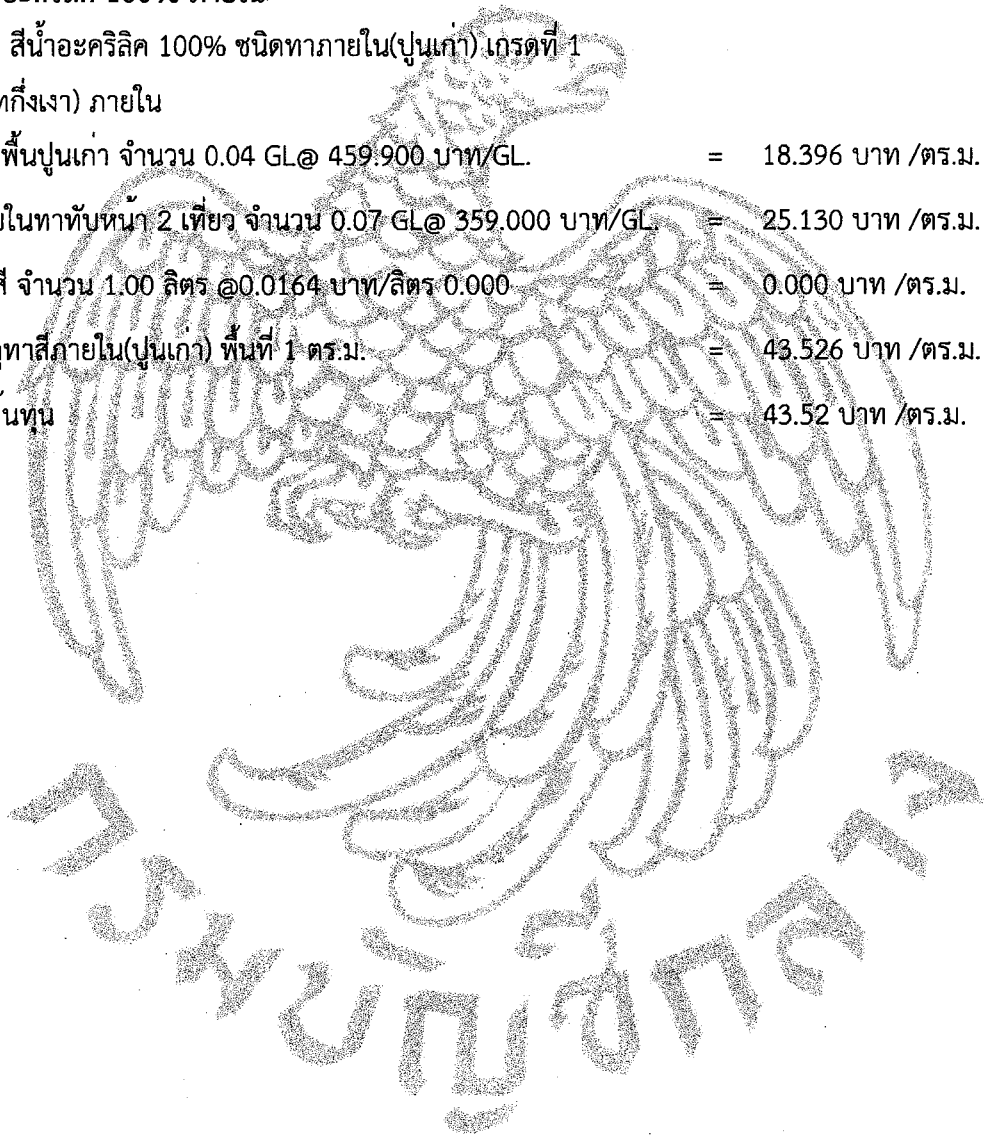 สีน้ำอะคริลิค 100% ชนิดทาภายใน(ปูนเก่า) เกรดที่ 1
กึ่งเงา) ภายใน
พื้นปูนเก่า จำนวน 0.04 GL@ 459.900 บาท/GL. = 18.396 บาท /ตร.ม.
ในทาทับหน้า 2 เที่ยว จำนวน 0.07 GL@ 359.000 บาท/GL. = 25.130 บาท /ตร.ม.
สี จำนวน 1.00 ลิตร @0.0164 บาท/ลิตร 0.000 = 0.000 บาท /ตร.ม.
ทาสีภายใน(ปูนเก่า) พื้นที่ 1 ตร.ม. = 43.526 บาท /ตร.ม.
้นทุน = 43.52 บาท /ตร.ม.
กรมบัญชีกลาง